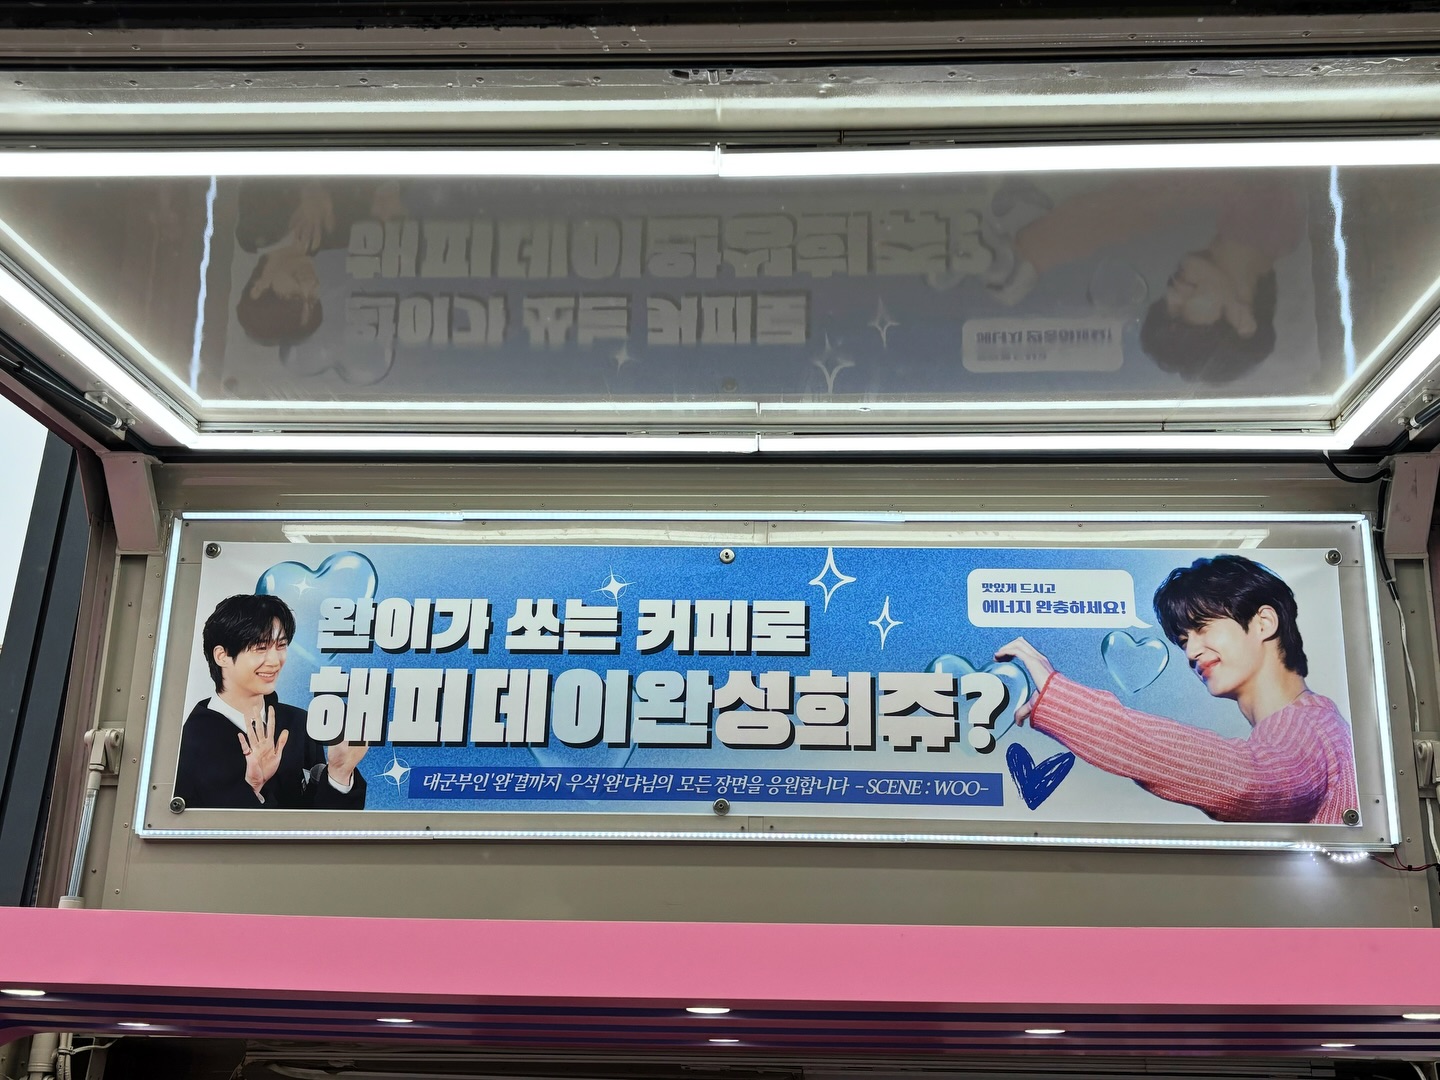 완이가 쏘는 커피로
해피데이완성희쥬?
대군부인'완'결까지 우석'완'댜님의 모든 장면을 응원합니다 - SCENE : WOO -
맛있게 드시고
에너지 완충하세요!